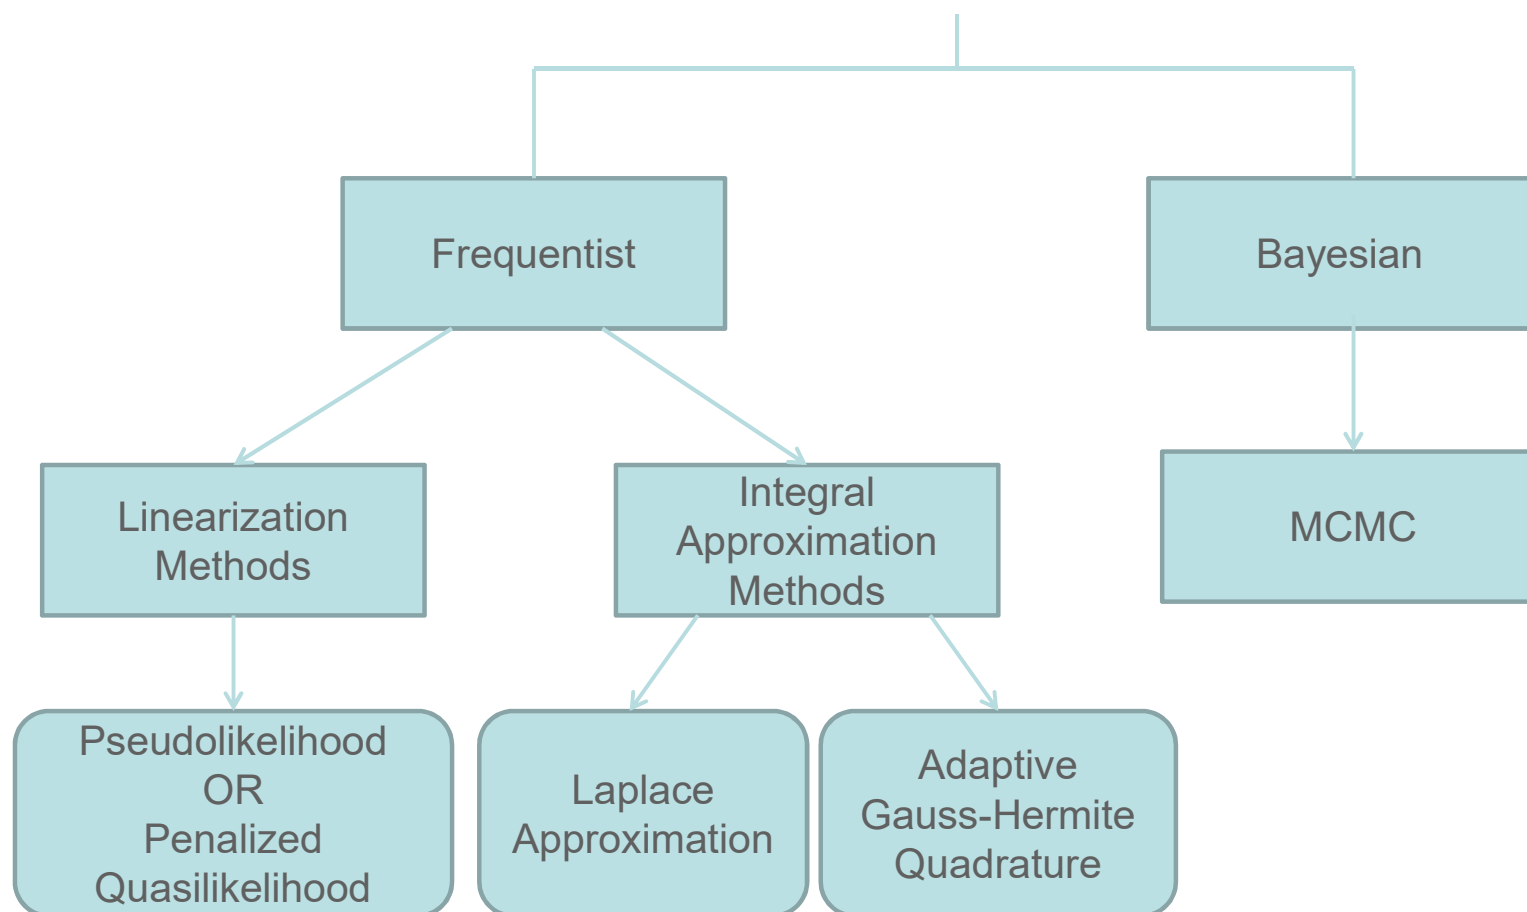 Frequentist
Bayesian
Linearization
Methods
Integral
Approximation
Methods
MCMC
Pseudolikelihood
OR
Penalized
Quasilikelihood
Laplace
Approximation
Adaptive
Gauss-Hermite
Quadrature